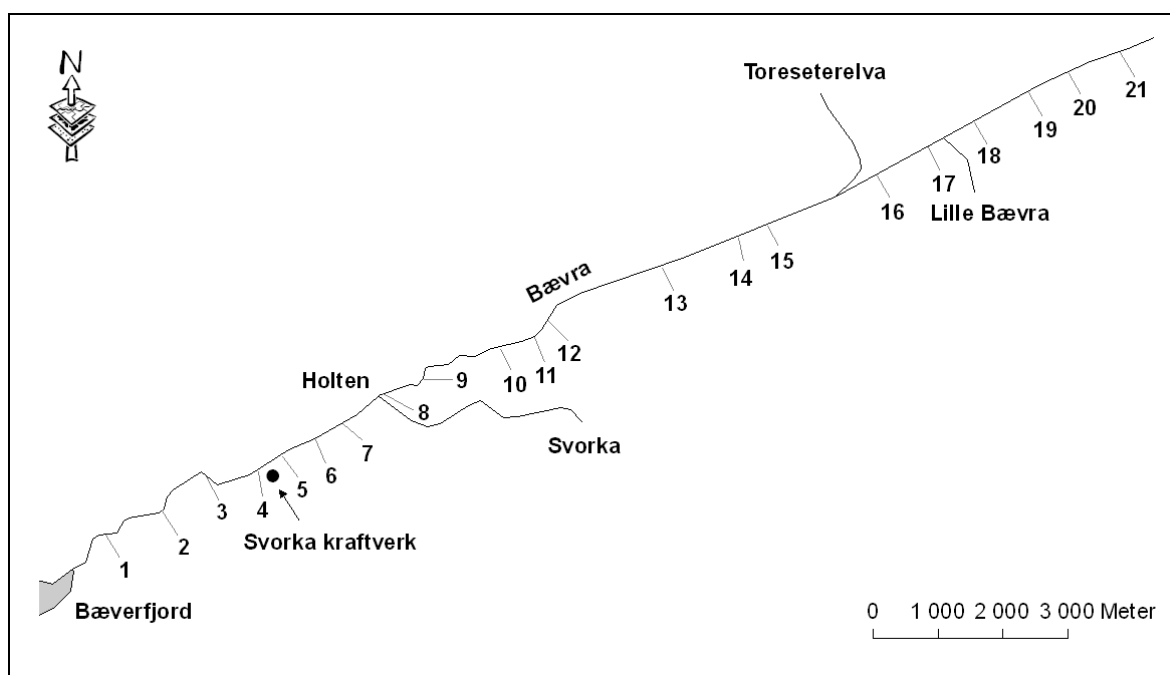 N
Toreseterelva
21
20
19
18
17
16
Lille Bævra
15
14
13
Bævra
12
11
10
9
Holten
8
Svorka
7
6
5
4
3
Svorka kraftverk
2
1
Bæverfjord
0 1 000 2 000 3 000 Meter